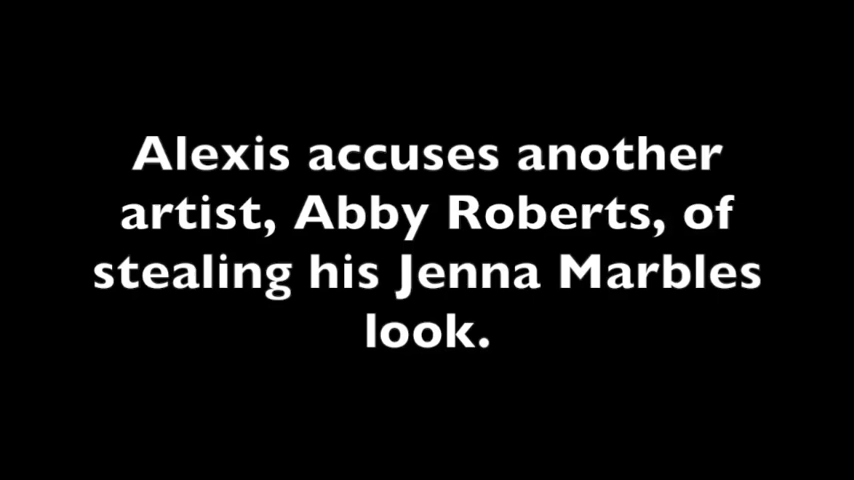 Alexis accuses another
artist, Abby Roberts, of
stealing his Jenna Marbles
look.